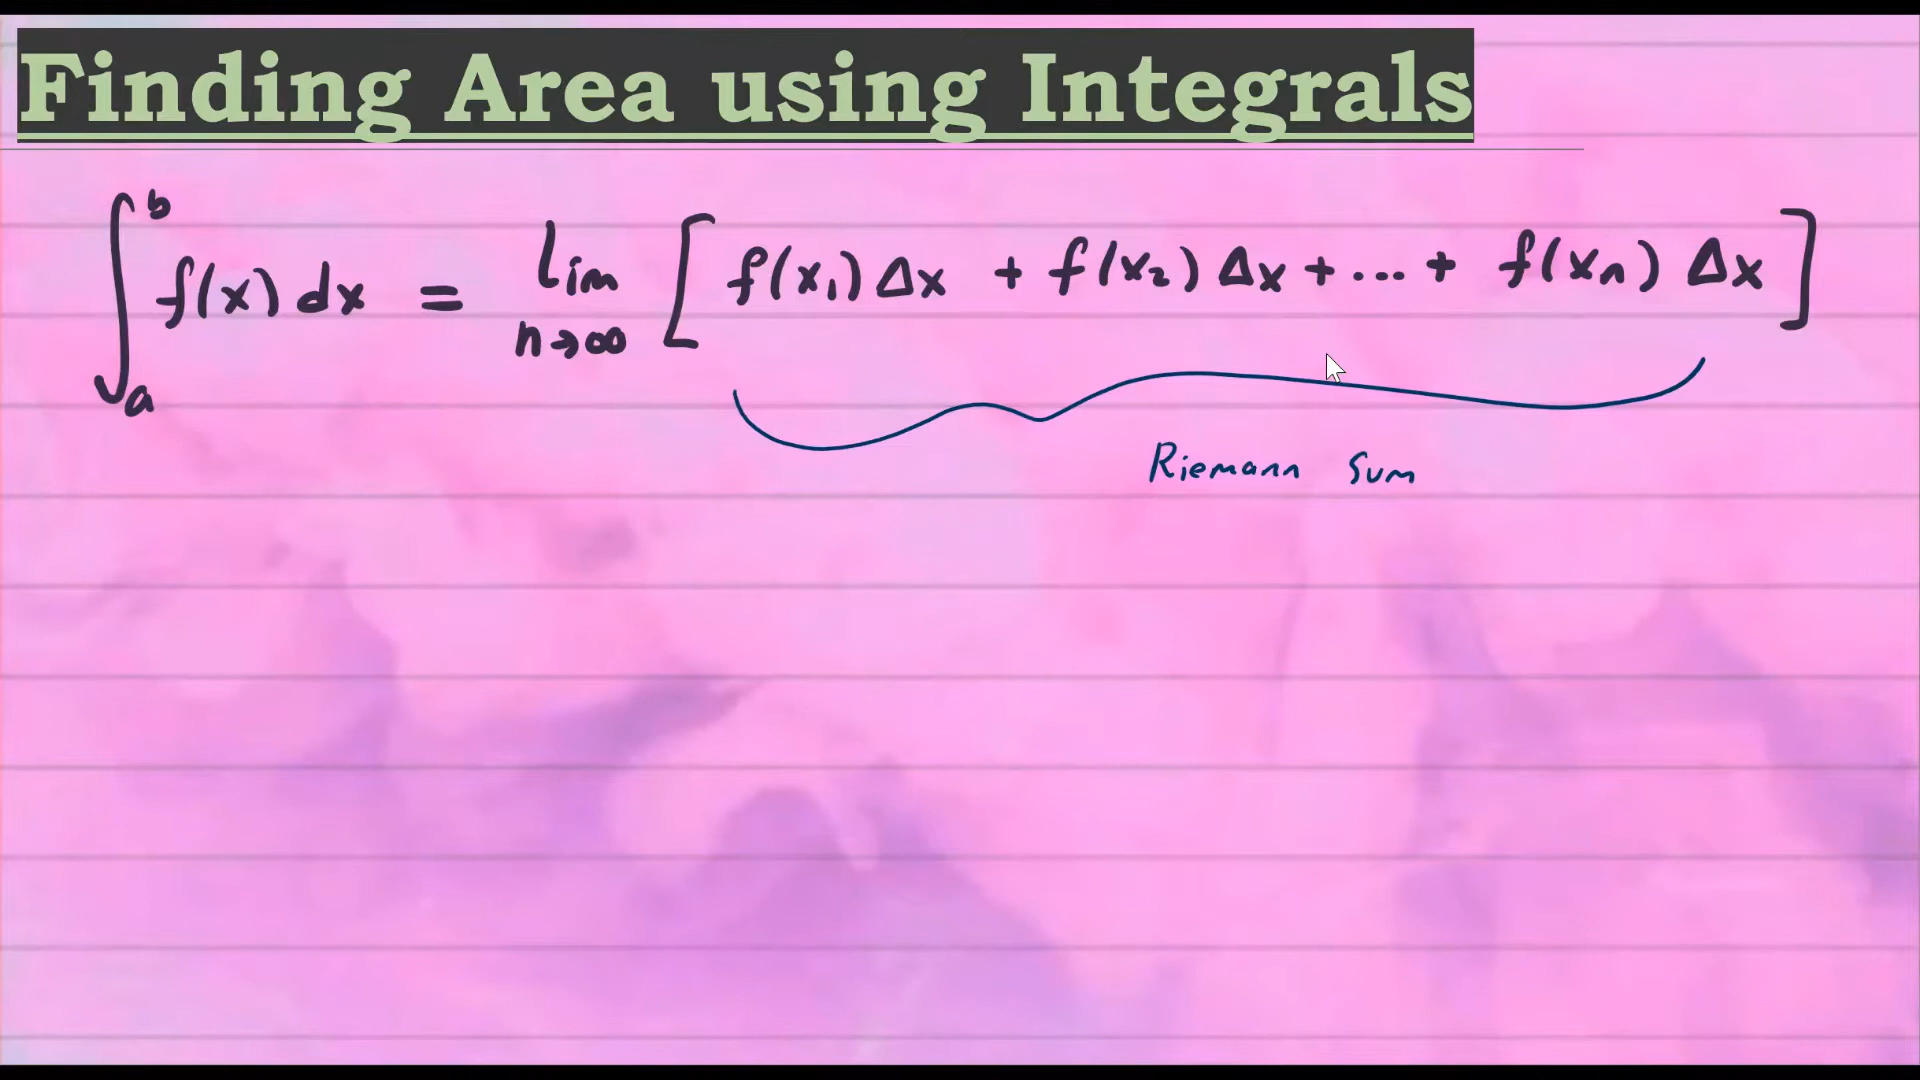 Finding Area using Integrals
∫_a^b f(x) dx = lim_{n→∞} [ f(x₁) Δx + f(x₂) Δx + ... + f(xₙ) Δx ]
Riemann Sum